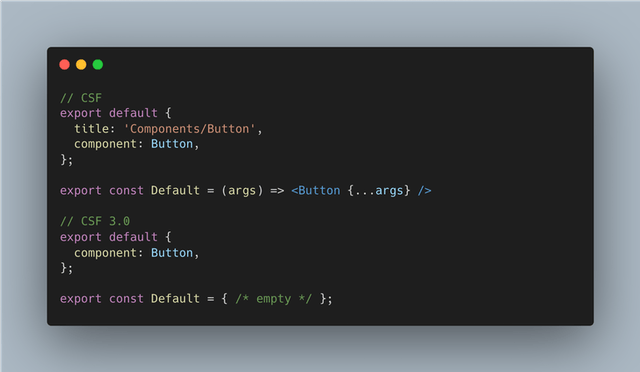 // CSF
export default {
  title: 'Components/Button',
  component: Button,
};
export const Default = (args) => <Button {...args} />
// CSF 3.0
export default {
  component: Button,
};
export const Default = { /* empty */ };